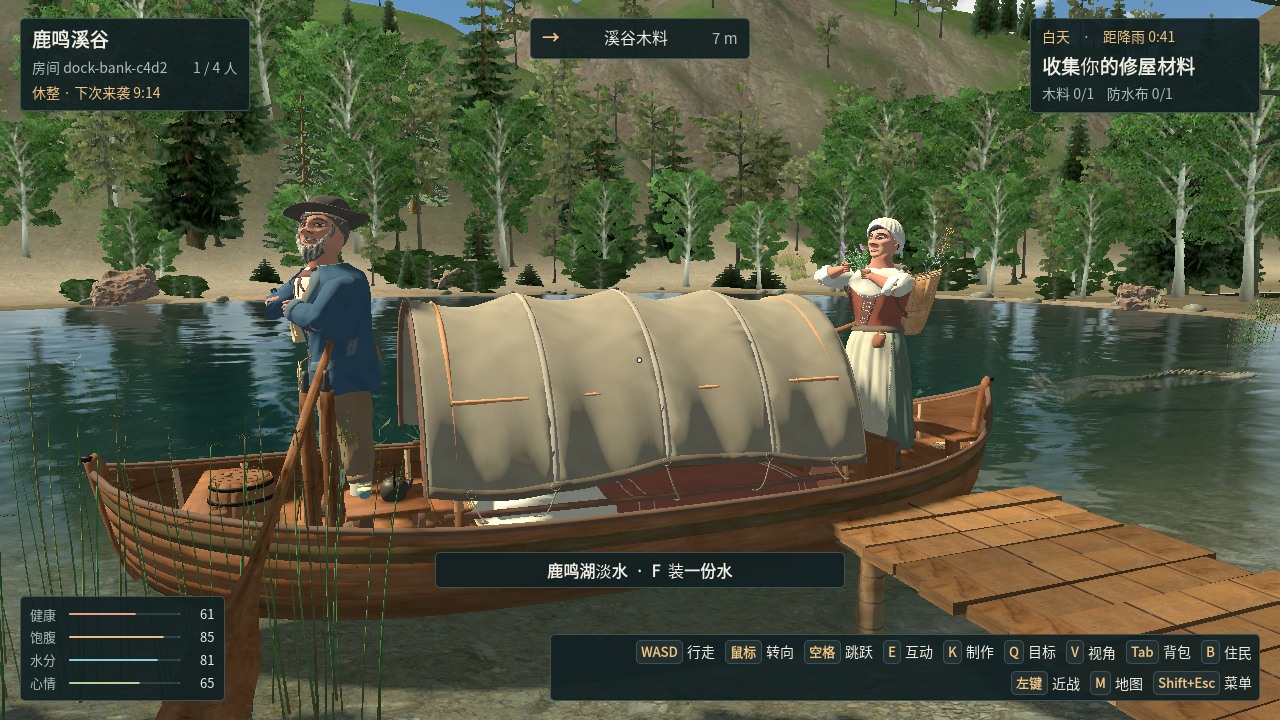 鹿鸣溪谷
房间 dock-bank-c4d2 1 / 4 人
休整 · 下次来袭 9:14
→ 溪谷木料 7 m
白天 · 距降雨 0:41
收集你的修屋材料
木料 0/1 防水布 0/1
鹿鸣湖淡水 · F 装一份水
健康 61
饱腹 85
水分 81
心情 65
WASD 行走 鼠标 转向 空格 跳跃 E 互动 K 制作 Q 目标 V 视角 Tab 背包 B 住民
左键 近战 M 地图 Shift+Esc 菜单